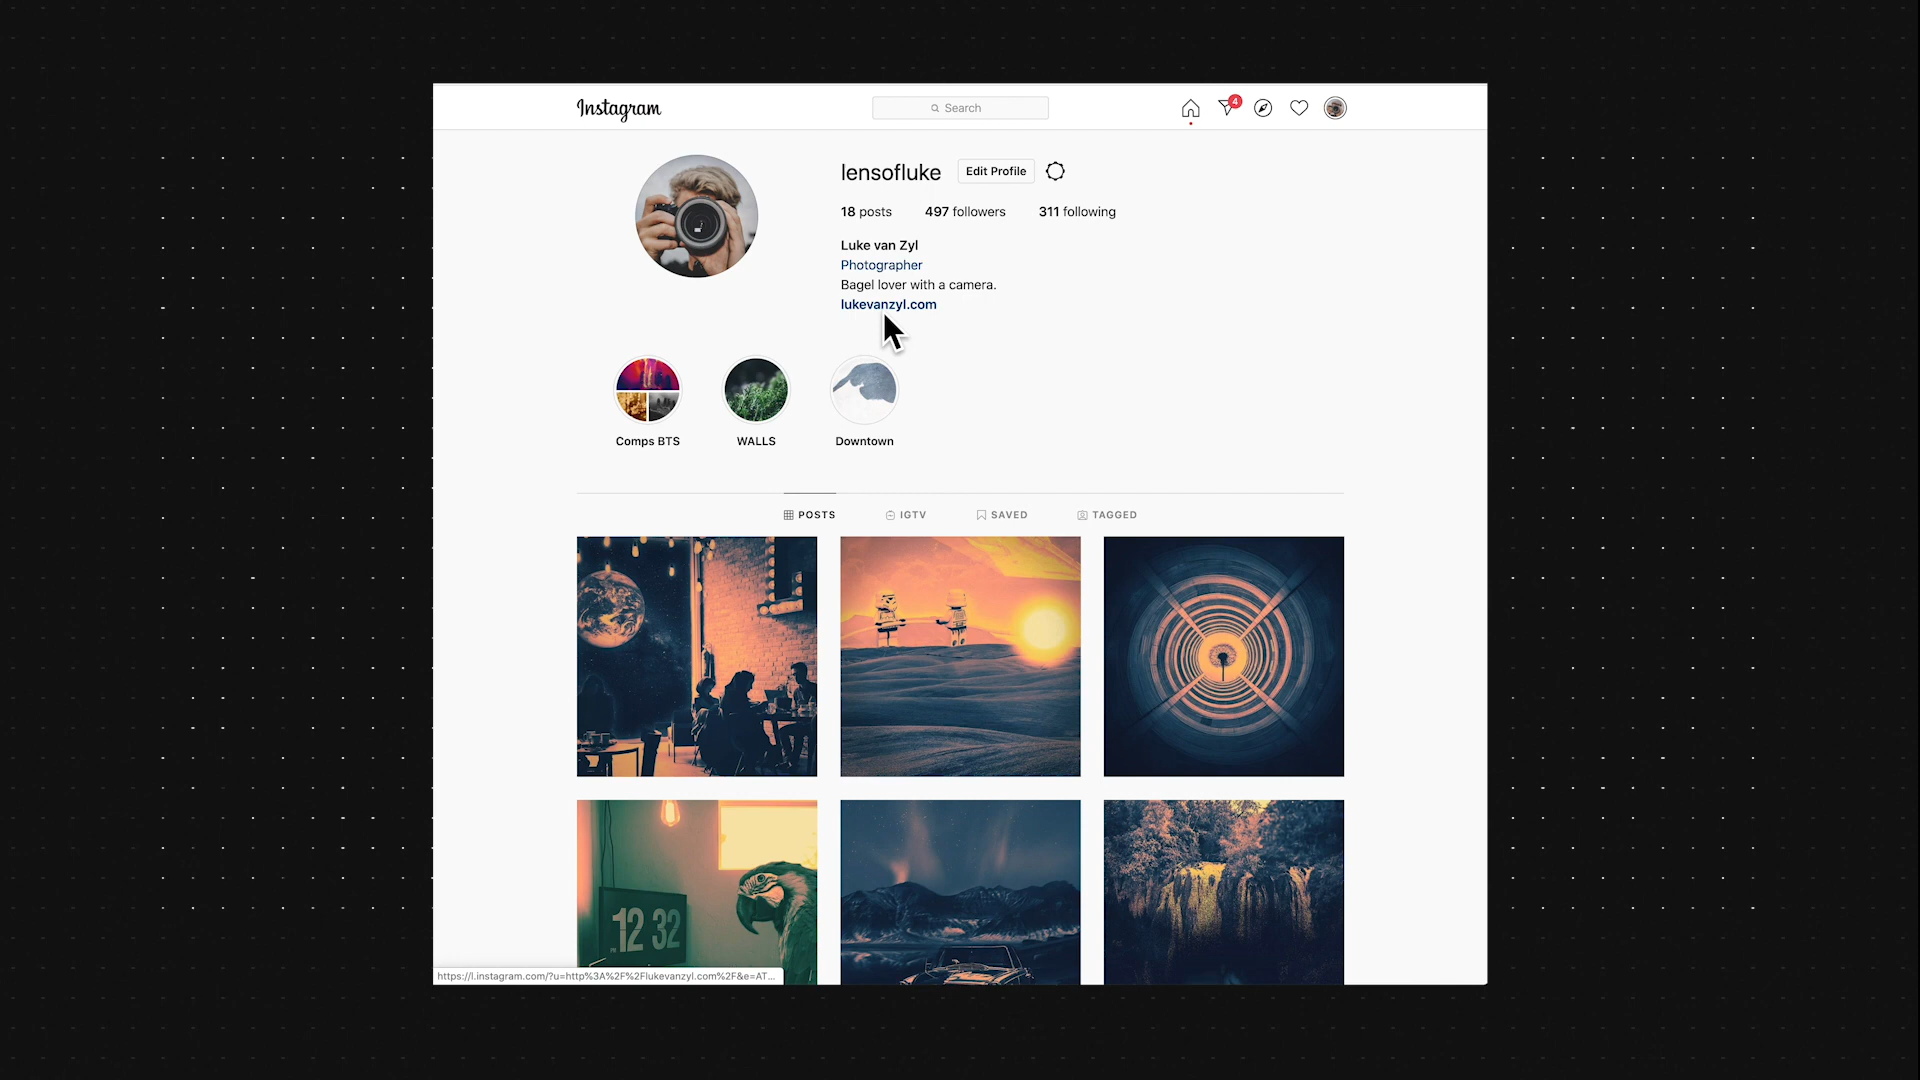 Instagram
Search
4
lensofluke
Edit Profile
18 posts
497 followers
311 following
Luke van Zyl
Photographer
Bagel lover with a camera.
lukevanzyl.com
Comps BTS
WALLS
Downtown
POSTS
IGTV
SAVED
TAGGED
PM 12 32
https://l.instagram.com/?u=http%3A%2F%2Flukevanzyl.com%2F&e=AT...